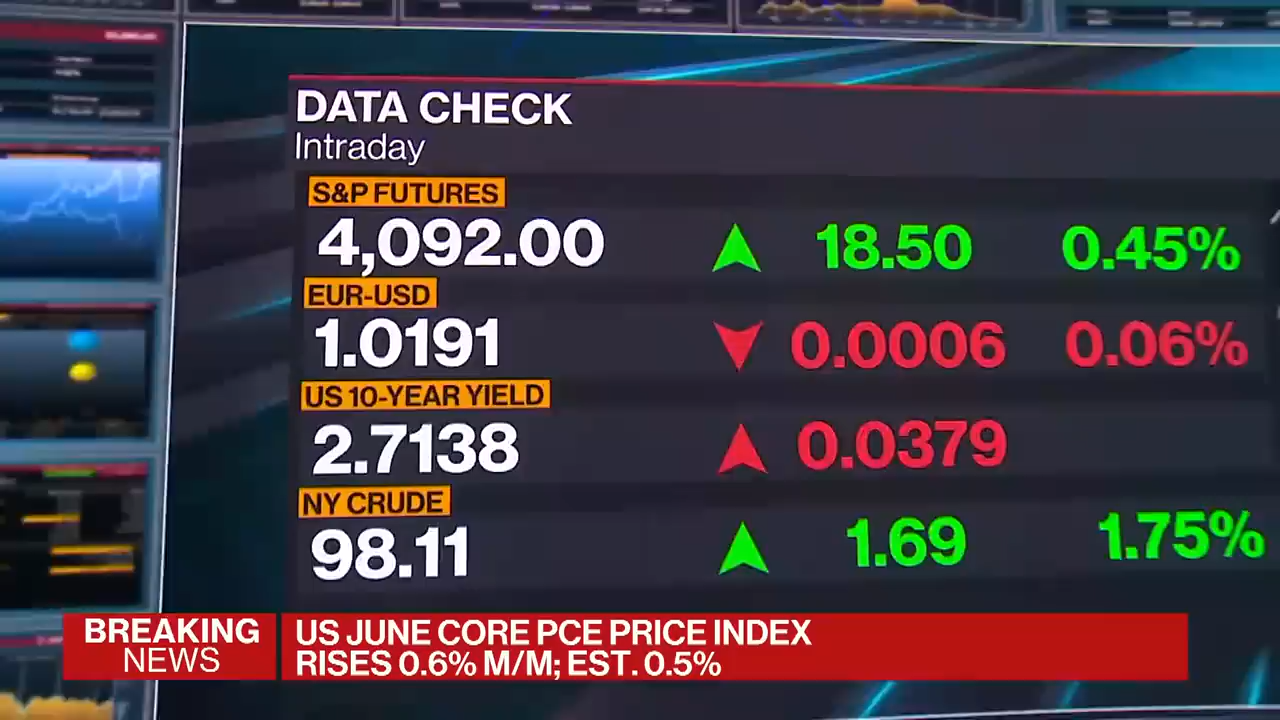 DATA CHECK
Intraday
S&P FUTURES
4,092.00 18.50 0.45%
EUR-USD
1.0191 0.0006 0.06%
US 10-YEAR YIELD
2.7138 0.0379
NY CRUDE
98.11 1.69 1.75%
BREAKING NEWS
US JUNE CORE PCE PRICE INDEX
RISES 0.6% M/M; EST. 0.5%